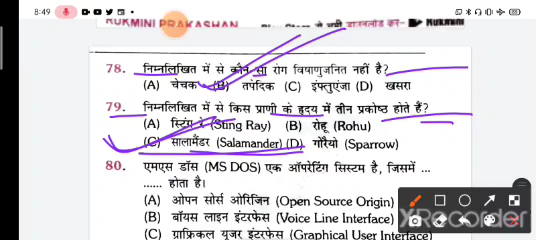 8:49
RUKMINI PRAKASHAN
डाउनलोड करें-
78. निम्नलिखित में से कौन सा रोग विषाणुजनित नहीं है?
(A) चेचक (B) तपेदिक (C) इंफ्लुएंजा (D) खसरा
79. निम्नलिखित में से किस प्राणी के हृदय में तीन प्रकोष्ठ होते हैं?
(A) स्टिंग रे (Sting Ray) (B) रोहू (Rohu)
(C) सालामैंडर (Salamander) (D) गोरैयो (Sparrow)
80. एमएस डॉस (MS DOS) एक ऑपरेटिंग सिस्टम है, जिसमें ...
...... होता है।
(A) ओपन सोर्स ओरिजिन (Open Source Origin)
(B) बॉयस लाइन इंटरफेस (Voice Line Interface)
(C) ग्राफ्रिकल यूजर इंटरफेस (Graphical User Interface)